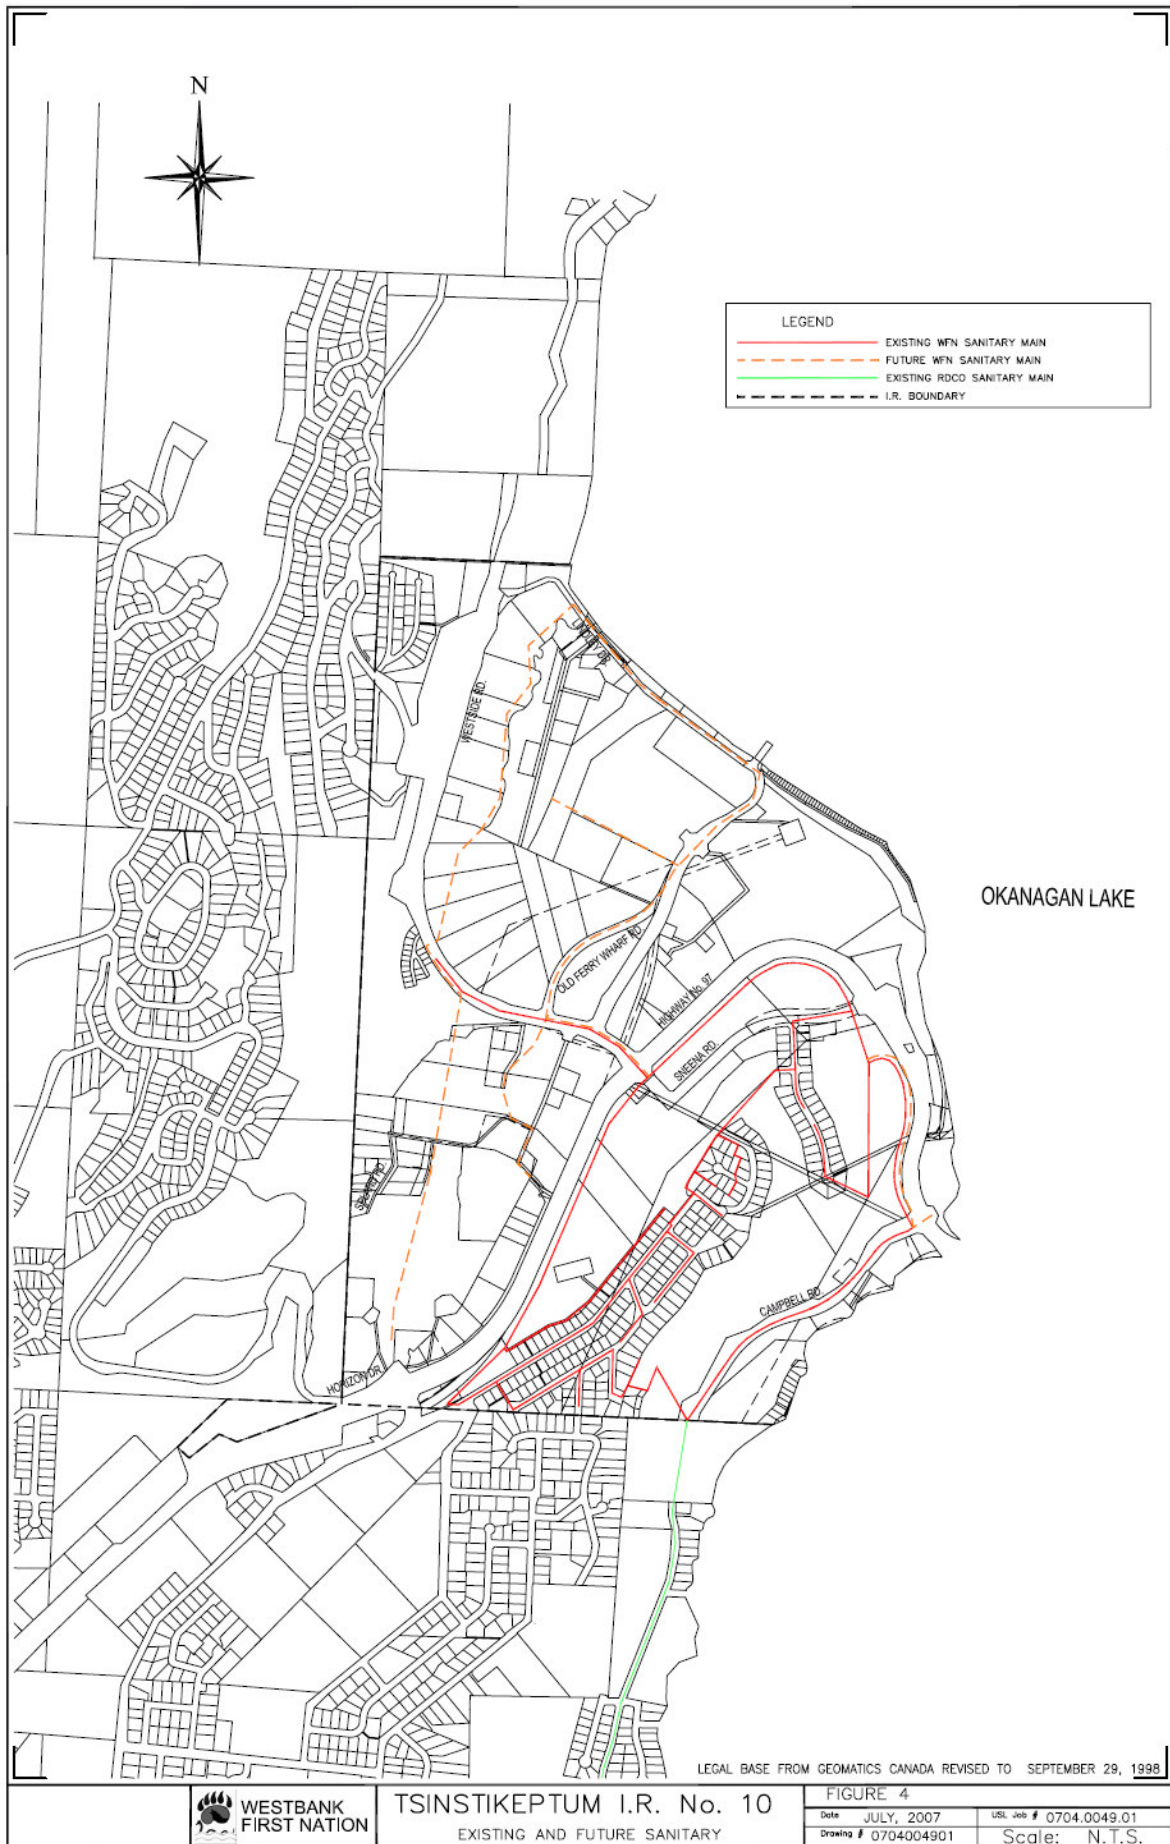 N
LEGEND
EXISTING WFN SANITARY MAIN
FUTURE WFN SANITARY MAIN
EXISTING RDCO SANITARY MAIN
I.R. BOUNDARY
WESTSIDE RD.
OKANAGAN LAKE
OLD FERRY WHARF RD.
HIGHWAY No. 97
SNEENA RD.
CAMPBELL RD.
HORIZON DR.
LEGAL BASE FROM GEOMATICS CANADA REVISED TO SEPTEMBER 29, 1998
WESTBANK
FIRST NATION
TSINSTIKEPTUM I.R. No. 10
EXISTING AND FUTURE SANITARY
FIGURE 4
Date JULY, 2007
USL Job # 0704.0049.01
Drawing # 0704004901
Scale: N.T.S.